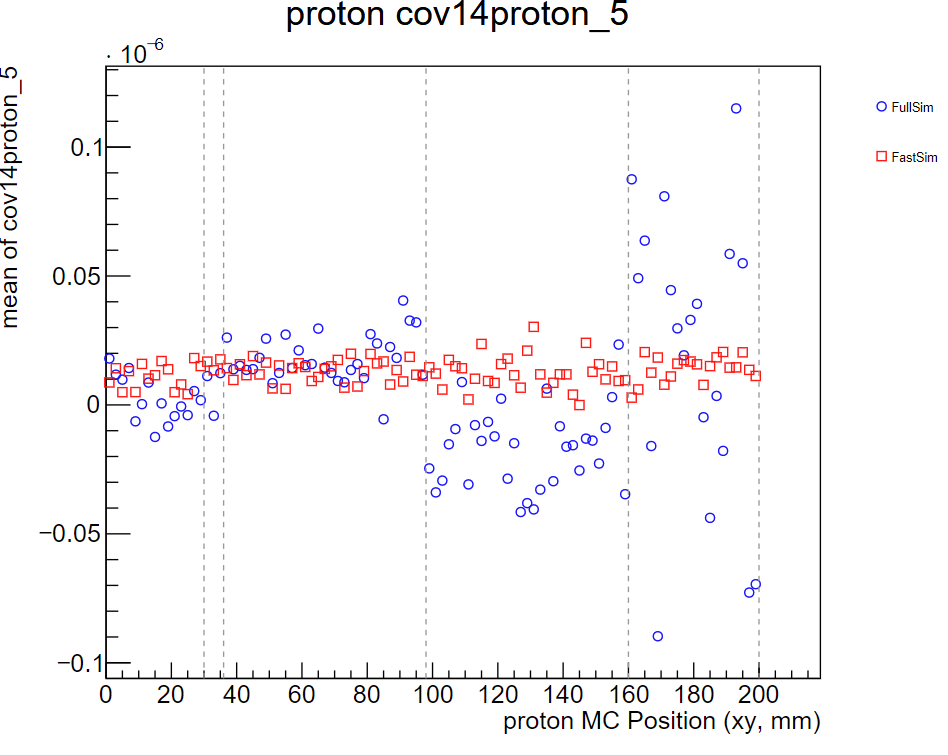 proton cov14proton_5
· 10−6
mean of cov14proton_5
0.1
0.05
0
−0.05
−0.1
0 20 40 60 80 100 120 140 160 180 200
proton MC Position (xy, mm)
FullSim
FastSim